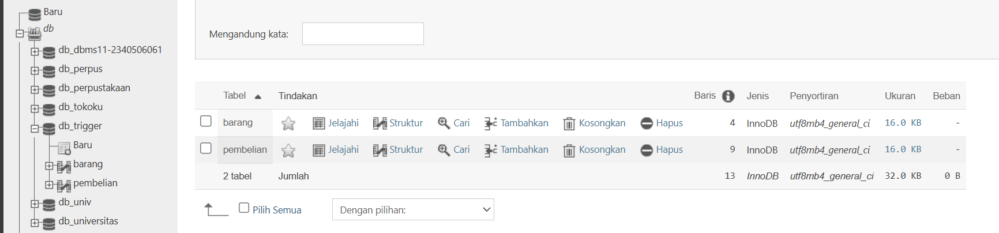 Baru
db
db_dbms11-2340506061
db_perpus
db_perpustakaan
db_tokoku
db_trigger
Baru
barang
pembelian
db_univ
db_universitas
Mengandung kata:
Tabel Tindakan Baris Jenis Penyortiran Ukuran Beban
barang Jelajahi Struktur Cari Tambahkan Kosongkan Hapus 4 InnoDB utf8mb4_general_ci 16.0 KB -
pembelian Jelajahi Struktur Cari Tambahkan Kosongkan Hapus 9 InnoDB utf8mb4_general_ci 16.0 KB -
2 tabel Jumlah 13 InnoDB utf8mb4_general_ci 32.0 KB 0 B
Pilih Semua Dengan pilihan: